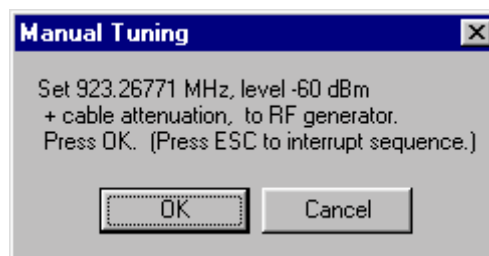 Manual Tuning
Set 923.26771 MHz, level -60 dBm
+ cable attenuation, to RF generator.
Press OK. (Press ESC to interrupt sequence.)
OK Cancel